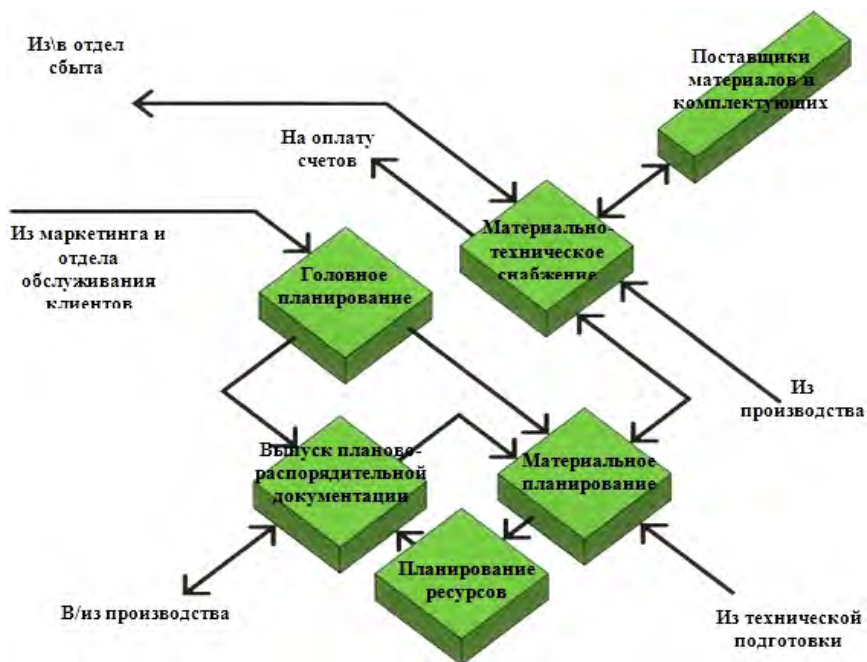 Из\в отдел
сбыта
Поставщики
материалов и
комплектующих
На оплату
счетов
Из маркетинга и
отдела
обслуживания
клиентов
Материально-
техническое
снабжение
Головное
планирование
Из
производства
Выпуск планово-
распорядительной
документации
Материальное
планирование
Планирование
ресурсов
В/из производства
Из технической
подготовки